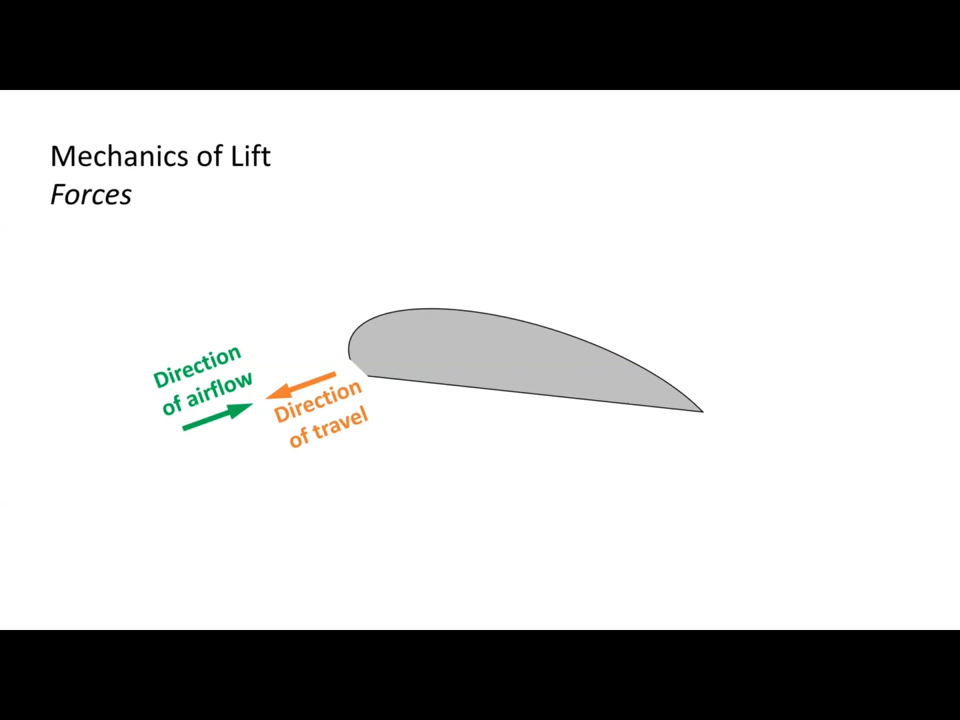 Mechanics of Lift
Forces
Direction
of airflow
Direction
of travel